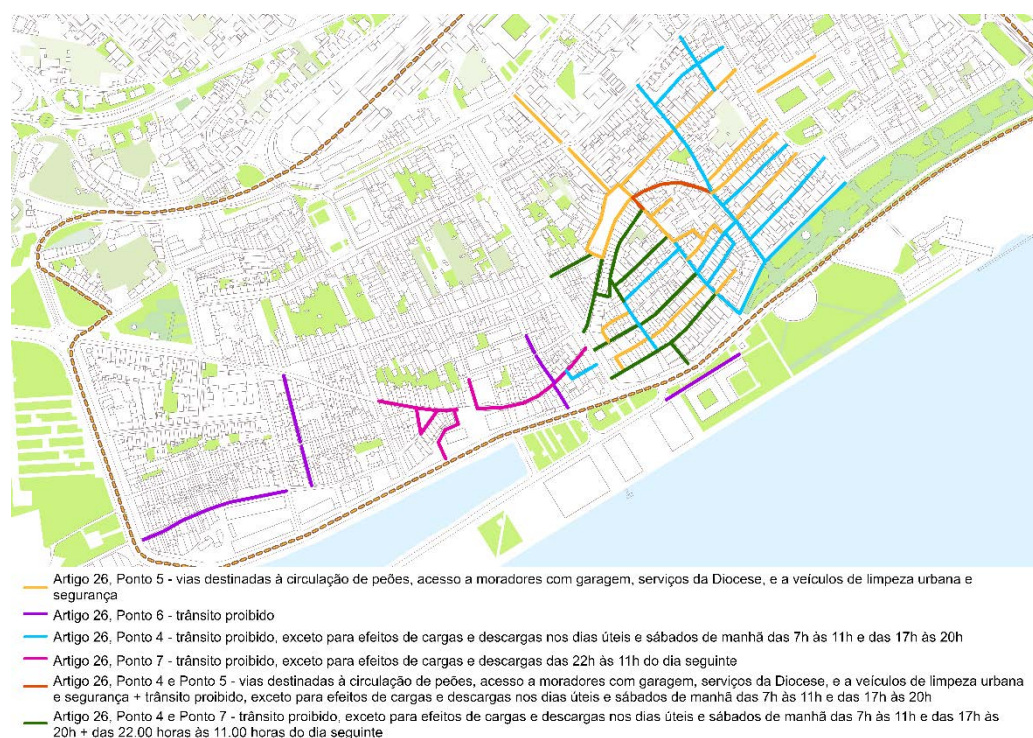 Artigo 26, Ponto 5 - vias destinadas à circulação de peões, acesso a moradores com garagem, serviços da Diocese, e a veículos de limpeza urbana e
segurança
Artigo 26, Ponto 6 - trânsito proibido
Artigo 26, Ponto 4 - trânsito proibido, exceto para efeitos de cargas e descargas nos dias úteis e sábados de manhã das 7h às 11h e das 17h às 20h
Artigo 26, Ponto 7 - trânsito proibido, exceto para efeitos de cargas e descargas das 22h às 11h do dia seguinte
Artigo 26, Ponto 4 e Ponto 5 - vias destinadas à circulação de peões, acesso a moradores com garagem, serviços da Diocese, e a veículos de limpeza urbana
e segurança + trânsito proibido, exceto para efeitos de cargas e descargas nos dias úteis e sábados de manhã das 7h às 11h e das 17h às 20h
Artigo 26, Ponto 4 e Ponto 7 - trânsito proibido, exceto para efeitos de cargas e descargas nos dias úteis e sábados de manhã das 7h às 11h e das 17h às
20h + das 22.00 horas às 11.00 horas do dia seguinte